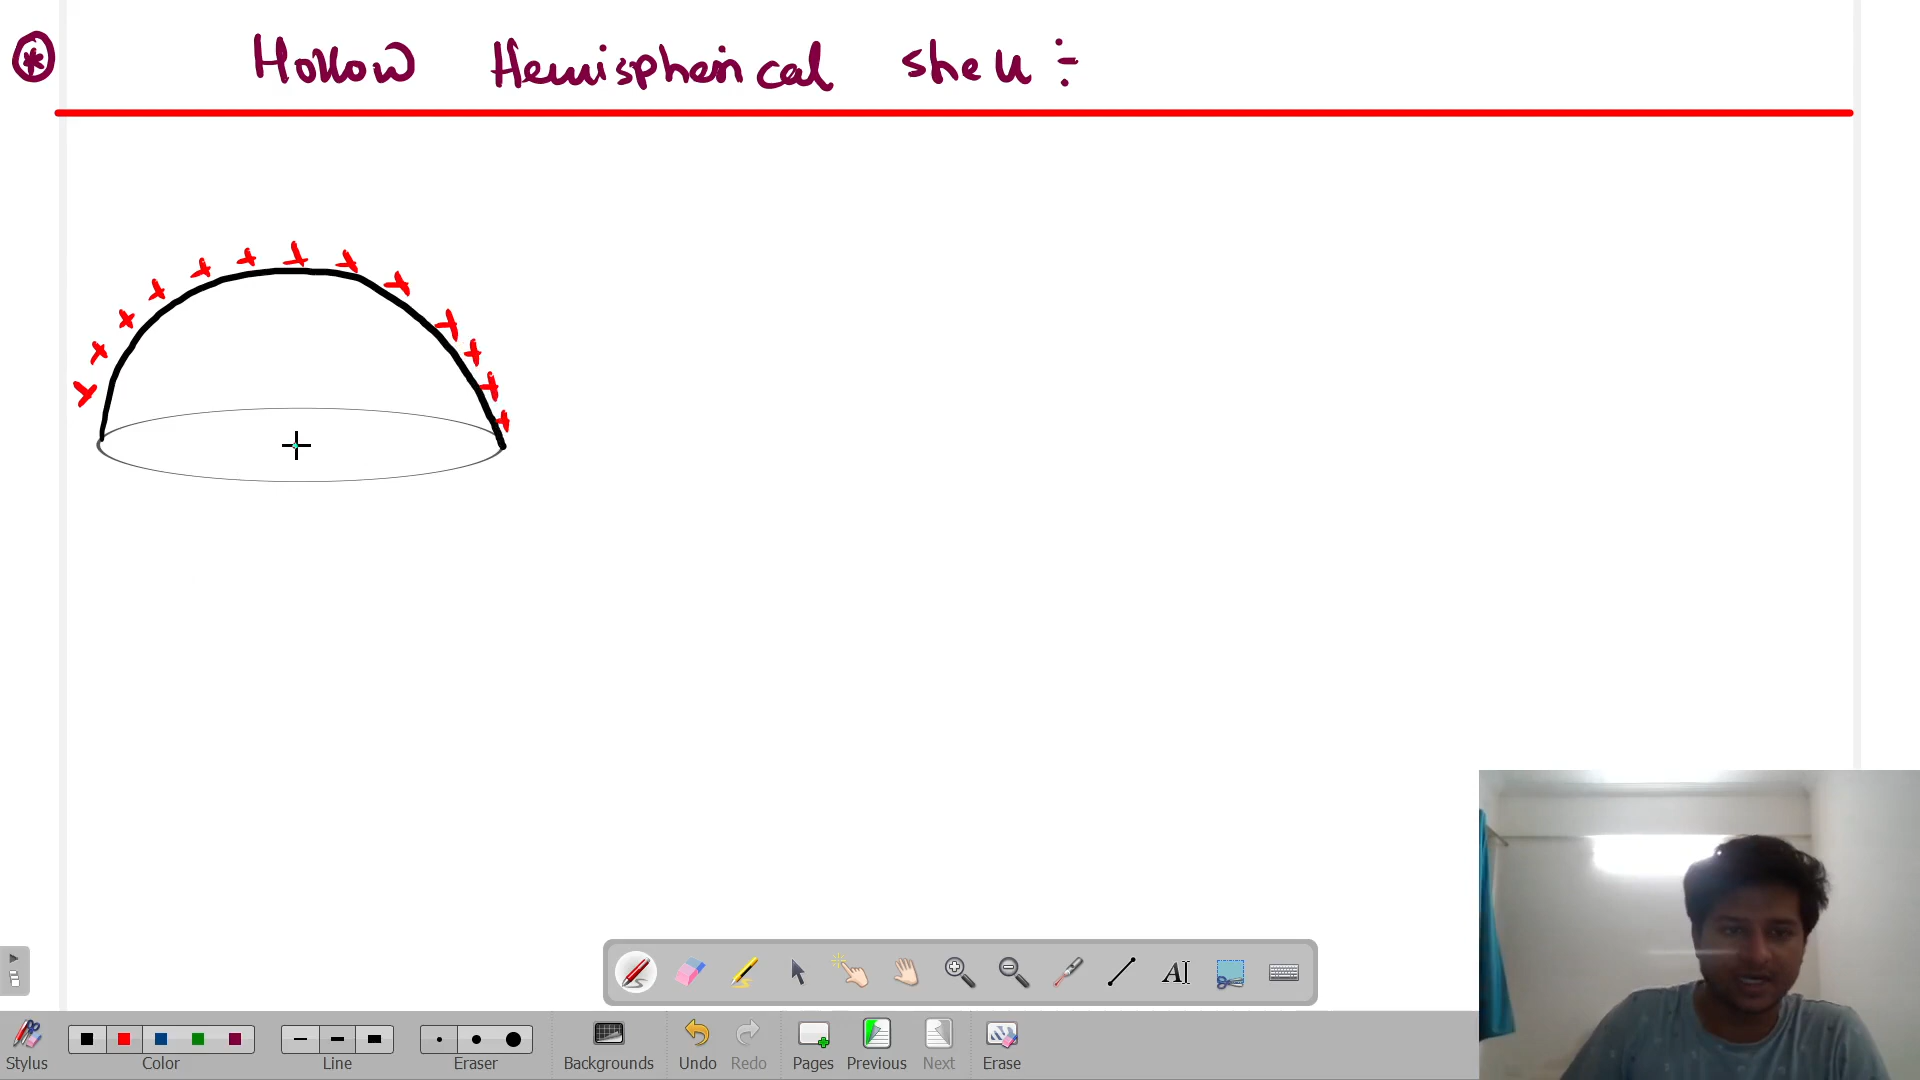 Hollow Hemispherical shell :-
Stylus
Color
Line
Eraser
Backgrounds
Undo
Redo
Pages
Previous
Next
Erase